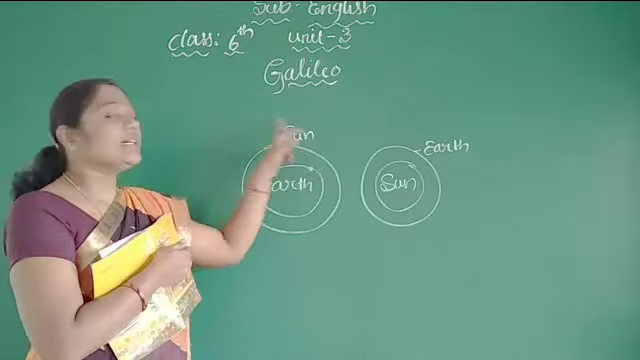 Sub- English
Class: 6th unit-3
Galileo
Sun
Earth
Earth
Sun